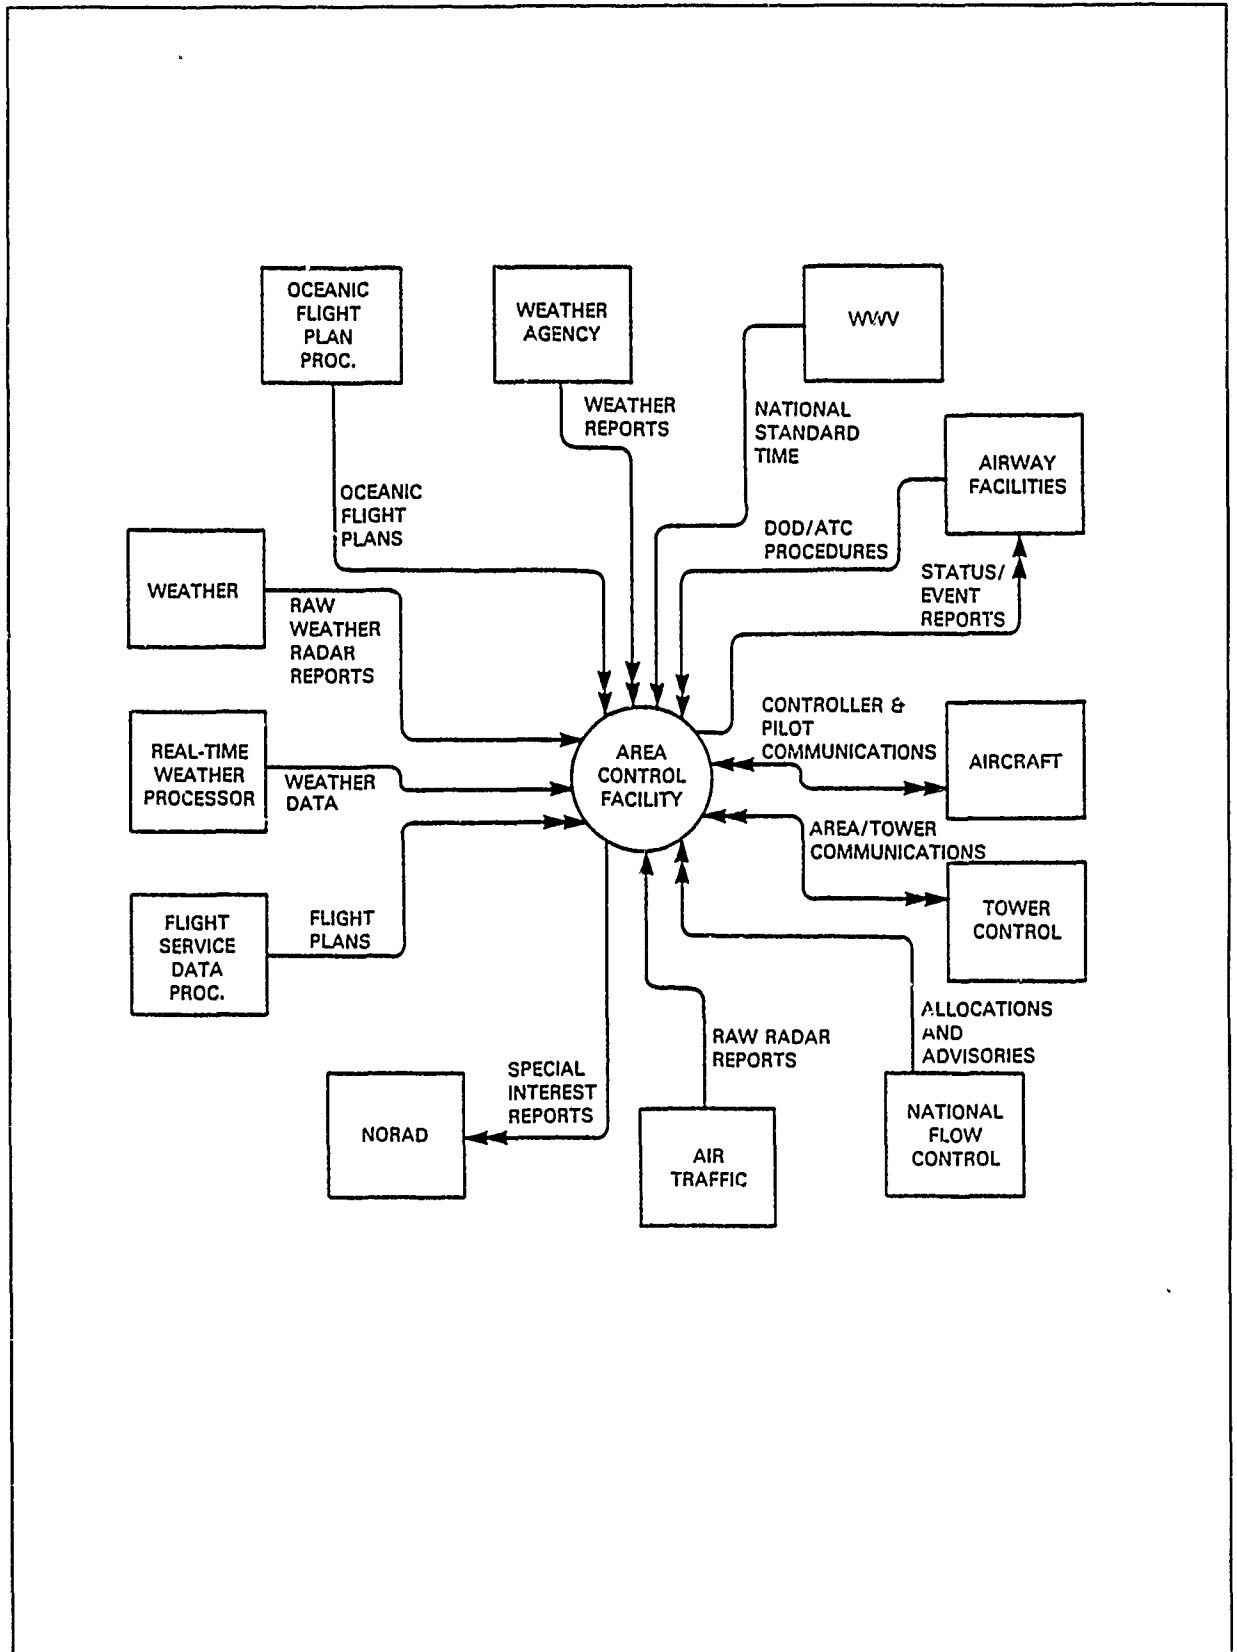 OCEANIC
FLIGHT
PLAN
PROC.
WEATHER
AGENCY
WWV
WEATHER
REPORTS
NATIONAL
STANDARD
TIME
AIRWAY
FACILITIES
OCEANIC
FLIGHT
PLANS
DOD/ATC
PROCEDURES
STATUS/
EVENT
REPORTS
WEATHER
RAW
WEATHER
RADAR
REPORTS
CONTROLLER &
PILOT
COMMUNICATIONS
AIRCRAFT
REAL-TIME
WEATHER
PROCESSOR
WEATHER
DATA
AREA
CONTROL
FACILITY
AREA/TOWER
COMMUNICATIONS
TOWER
CONTROL
FLIGHT
SERVICE
DATA
PROC.
FLIGHT
PLANS
ALLOCATIONS
AND
ADVISORIES
RAW RADAR
REPORTS
SPECIAL
INTEREST
REPORTS
NORAD
AIR
TRAFFIC
NATIONAL
FLOW
CONTROL